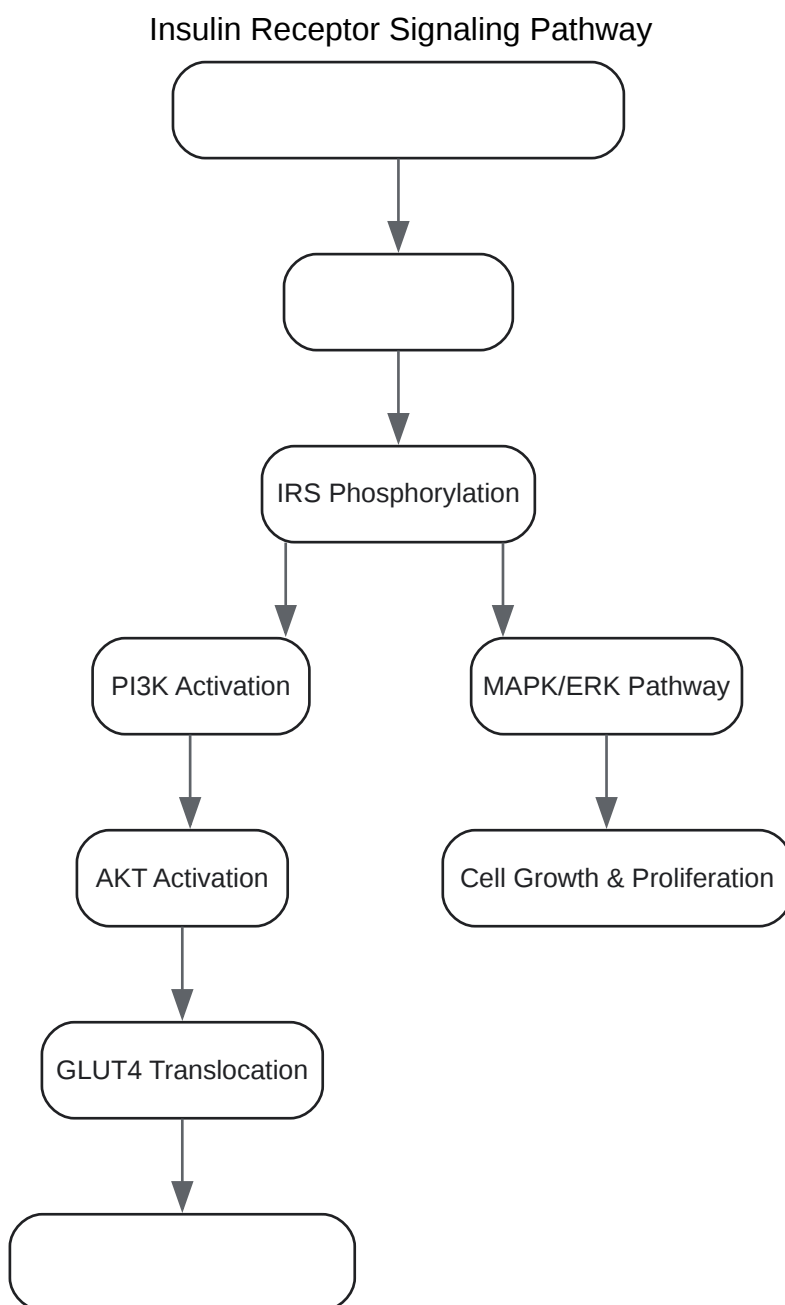 Insulin Receptor Signaling Pathway
IRS Phosphorylation
PI3K Activation
MAPK/ERK Pathway
AKT Activation
Cell Growth & Proliferation
GLUT4 Translocation